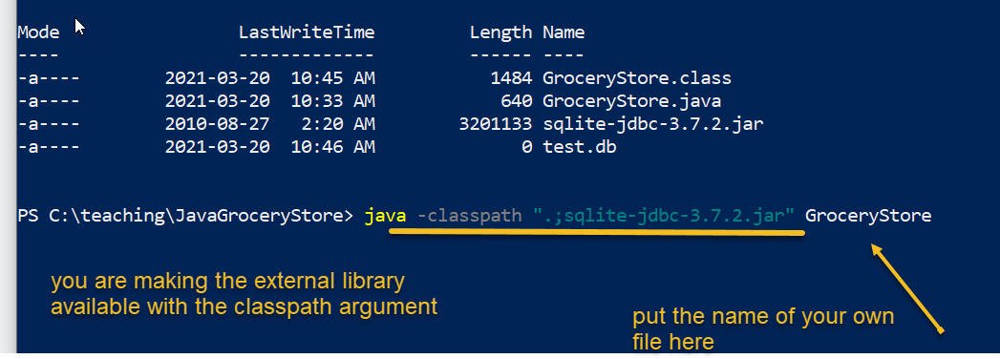 Mode LastWriteTime Length Name
---- ------------- ------ ----
-a---- 2021-03-20 10:45 AM 1484 GroceryStore.class
-a---- 2021-03-20 10:33 AM 640 GroceryStore.java
-a---- 2010-08-27 2:20 AM 3201133 sqlite-jdbc-3.7.2.jar
-a---- 2021-03-20 10:46 AM 0 test.db
PS C:\teaching\JavaGroceryStore> java -classpath ".;sqlite-jdbc-3.7.2.jar" GroceryStore
you are making the external library
available with the classpath argument
put the name of your own
file here